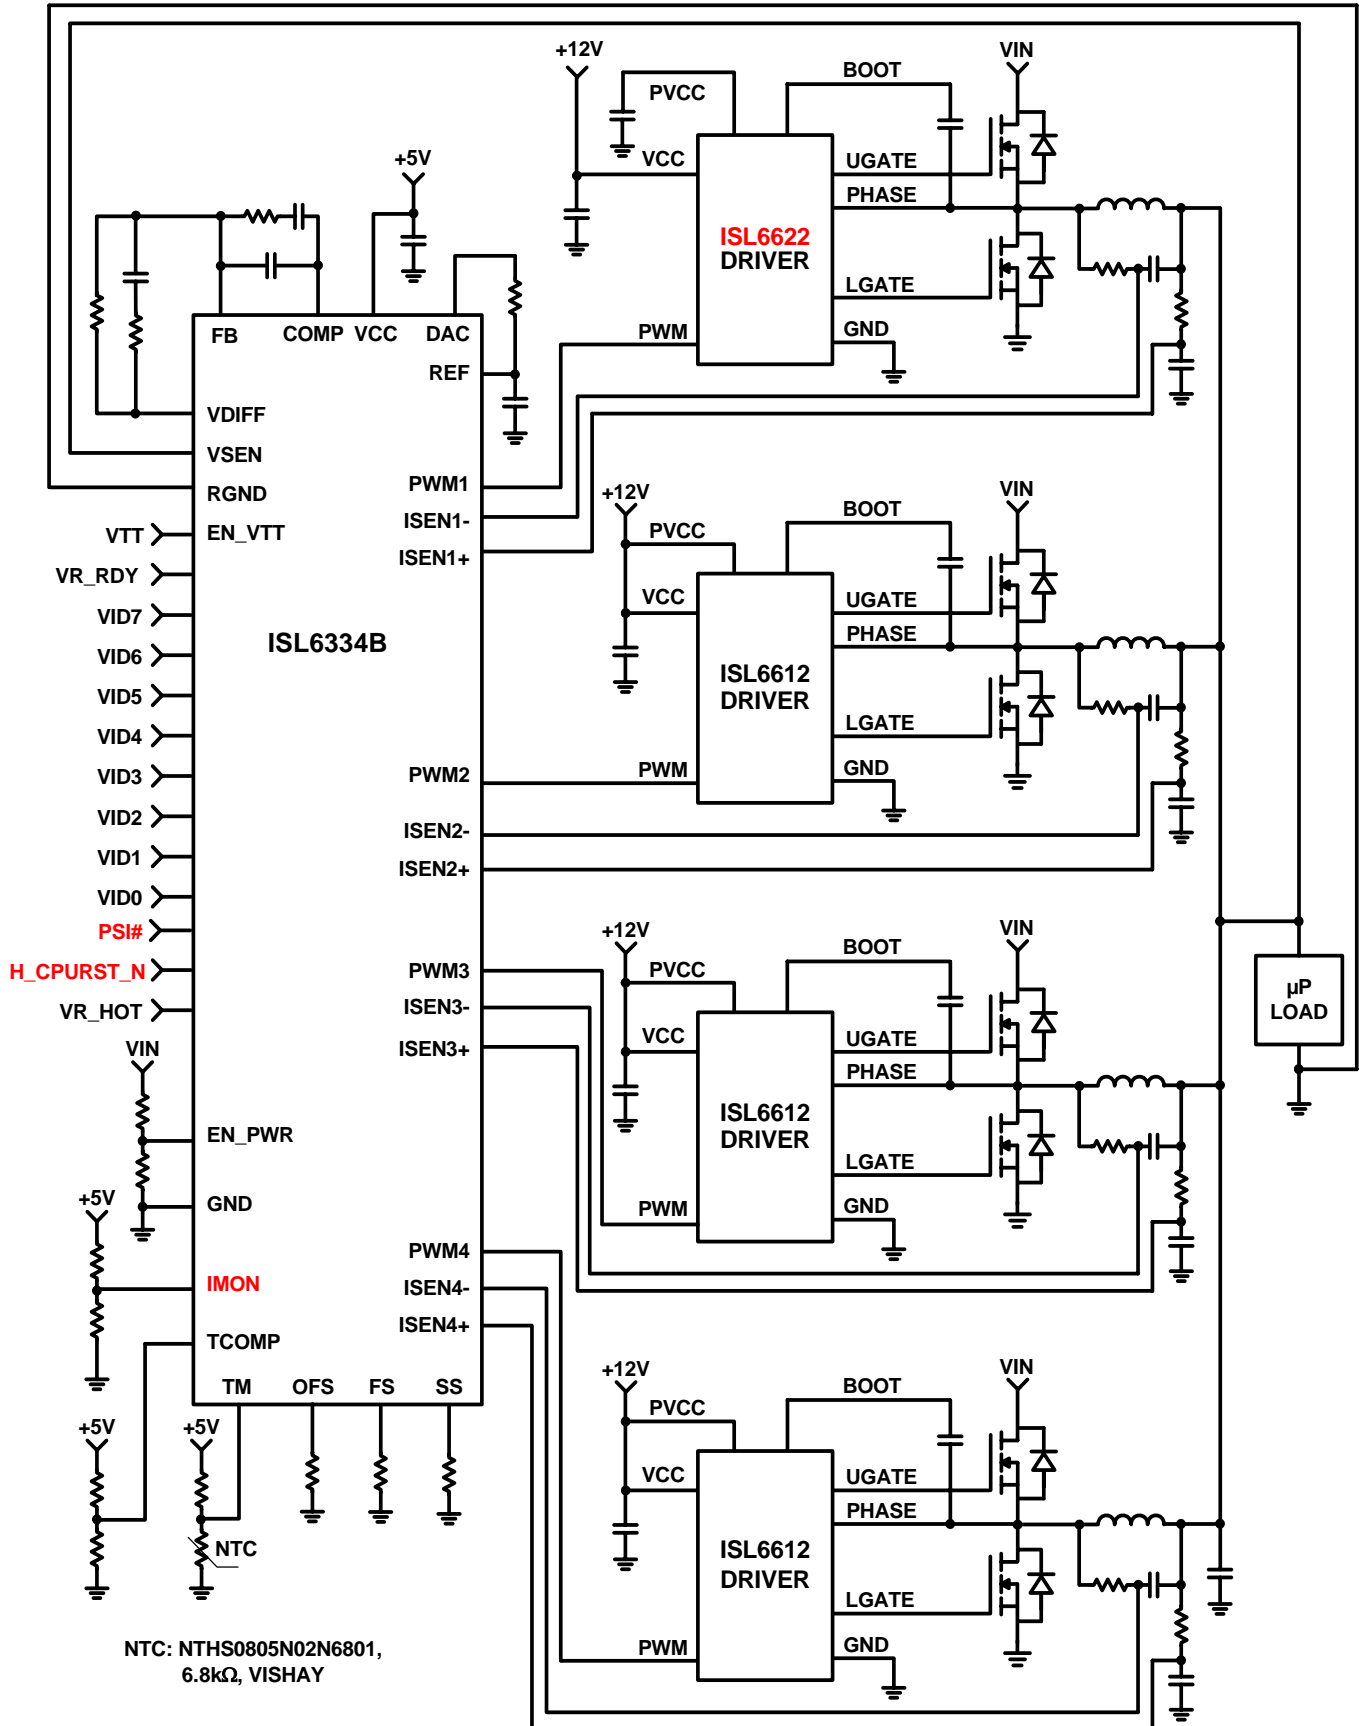 +12V
PVCC
BOOT
VIN
VCC
UGATE
PHASE
ISL6622
DRIVER
LGATE
PWM
GND
+5V
FB
COMP
VCC
DAC
REF
VDIFF
VSEN
RGND
EN_VTT
PWM1
ISEN1-
ISEN1+
VTT
VR_RDY
VID7
VID6
VID5
VID4
VID3
VID2
VID1
VID0
PSI#
H_CPURST_N
VR_HOT
ISL6334B
+12V
PVCC
BOOT
VIN
VCC
UGATE
PHASE
ISL6612
DRIVER
LGATE
PWM
GND
PWM2
ISEN2-
ISEN2+
+12V
PVCC
BOOT
VIN
VCC
UGATE
PHASE
ISL6612
DRIVER
LGATE
PWM
GND
PWM3
ISEN3-
ISEN3+
µP
LOAD
VIN
EN_PWR
GND
+5V
IMON
TCOMP
PWM4
ISEN4-
ISEN4+
TM
OFS
FS
SS
+5V
+5V
NTC
+12V
PVCC
BOOT
VIN
VCC
UGATE
PHASE
ISL6612
DRIVER
LGATE
PWM
GND
NTC: NTHS0805N02N6801,
6.8kΩ, VISHAY